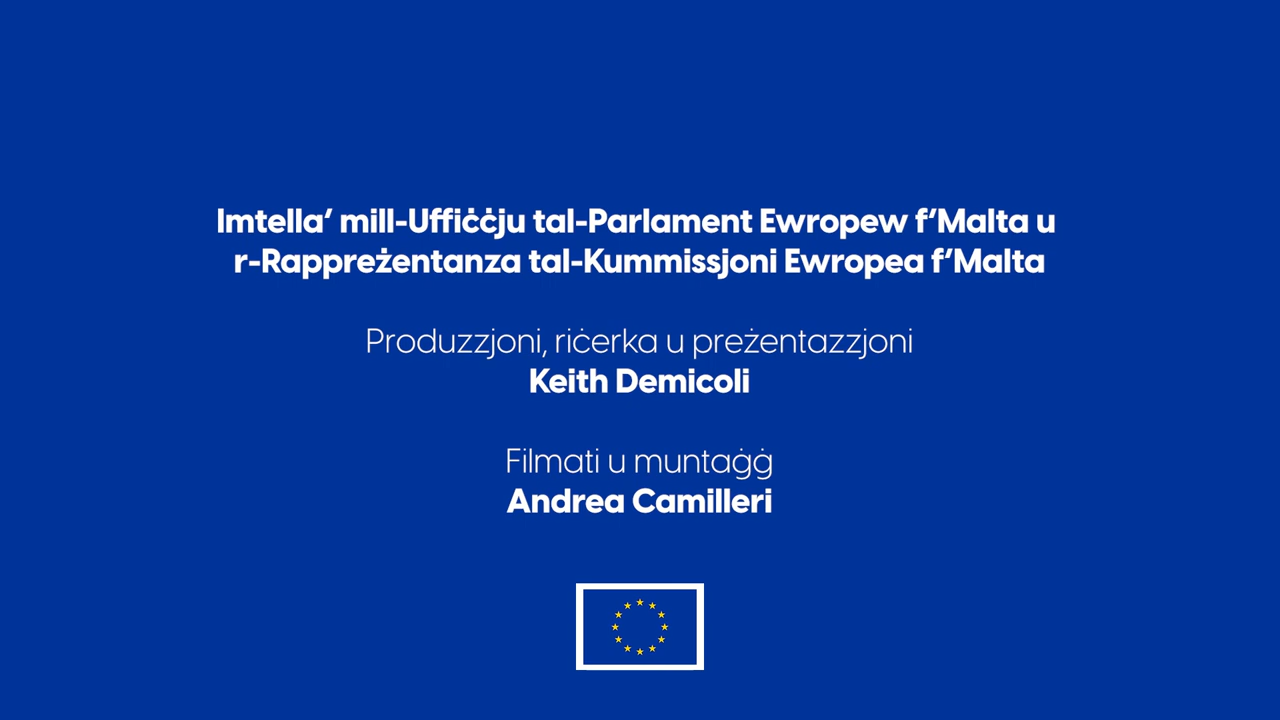 Imtella’ mill-Uffiċċju tal-Parlament Ewropew f’Malta u
r-Rappreżentanza tal-Kummissjoni Ewropea f’Malta
Produzzjoni, riċerka u preżentazzjoni
Keith Demicoli
Filmati u muntaġġ
Andrea Camilleri